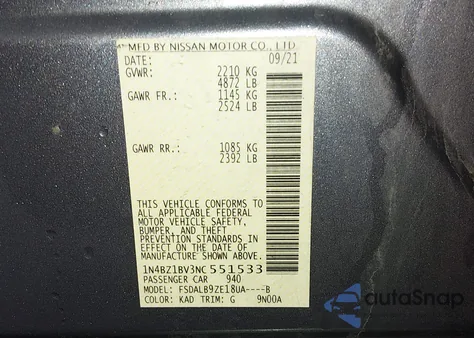 MFD BY NISSAN MOTOR CO., LTD
DATE: 09/21
GVWR: 2210 KG
4872 LB
GAWR FR.: 1145 KG
2524 LB
GAWR RR.: 1085 KG
2392 LB
THIS VEHICLE CONFORMS TO
ALL APPLICABLE FEDERAL
MOTOR VEHICLE SAFETY,
BUMPER, AND THEFT
PREVENTION STANDARDS IN
EFFECT ON THE DATE OF
MANUFACTURE SHOWN ABOVE.
1N4BZ1BV3NC551533
PASSENGER CAR 940
MODEL: FSDALB9ZE18UA----B
COLOR: KAD TRIM: G 9N00A
autoSnap